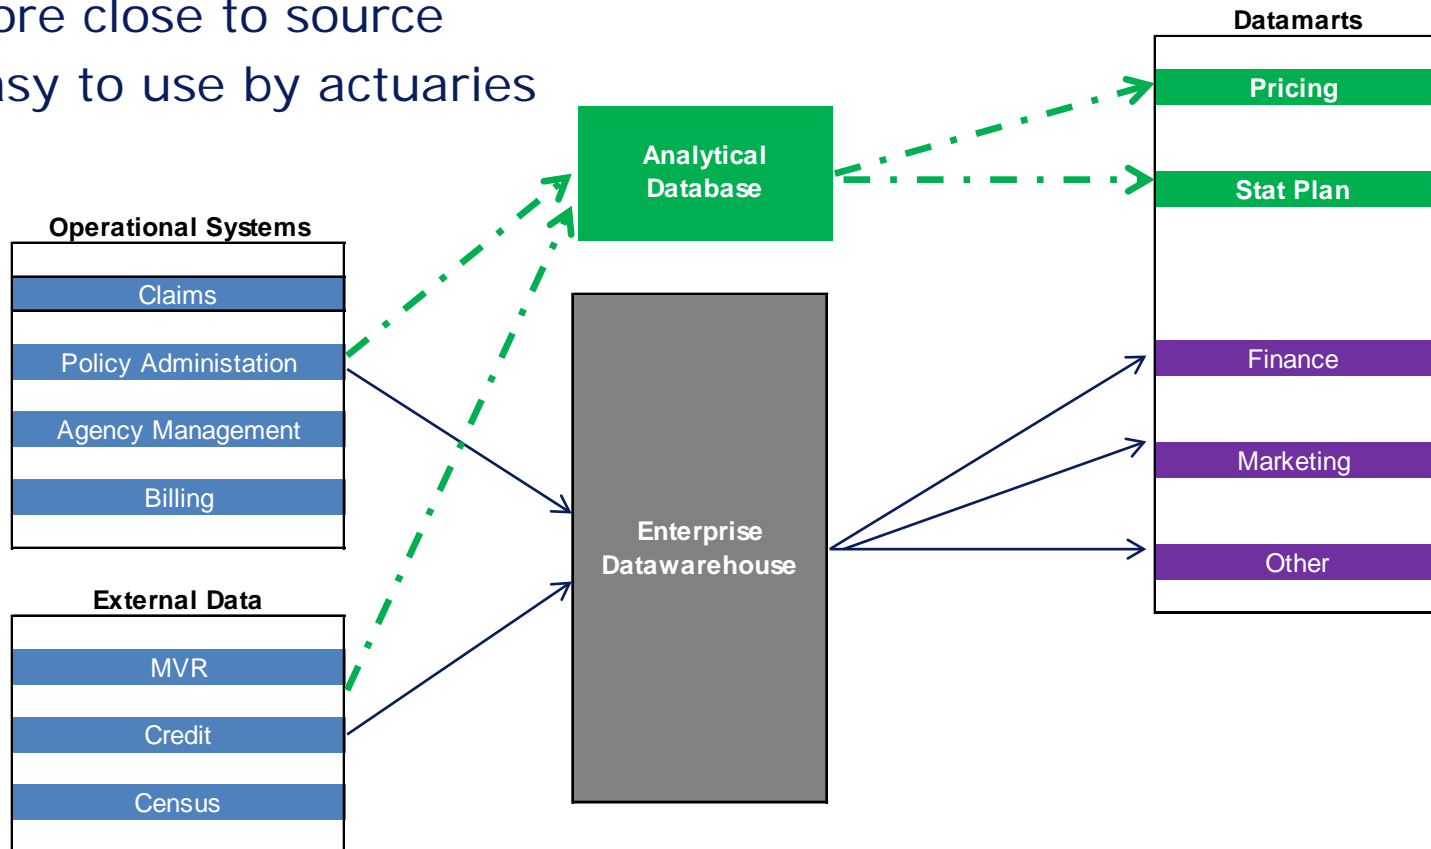 ore close to source
asy to use by actuaries
Datamarts
Pricing
Stat Plan
Finance
Marketing
Other
Analytical
Database
Enterprise
Datawarehouse
Operational Systems
Claims
Policy Administation
Agency Management
Billing
External Data
MVR
Credit
Census